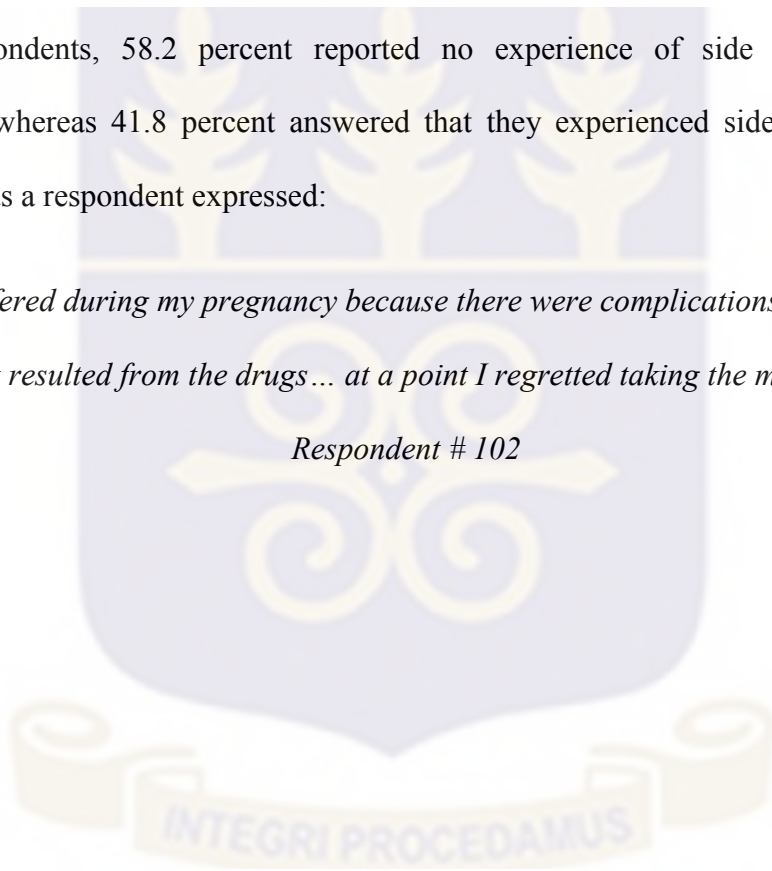 ondents, 58.2 percent reported no experience of side
whereas 41.8 percent answered that they experienced side
as a respondent expressed:
fered during my pregnancy because there were complications
resulted from the drugs… at a point I regretted taking the m
Respondent # 102
INTEGRI PROCEDAMUS